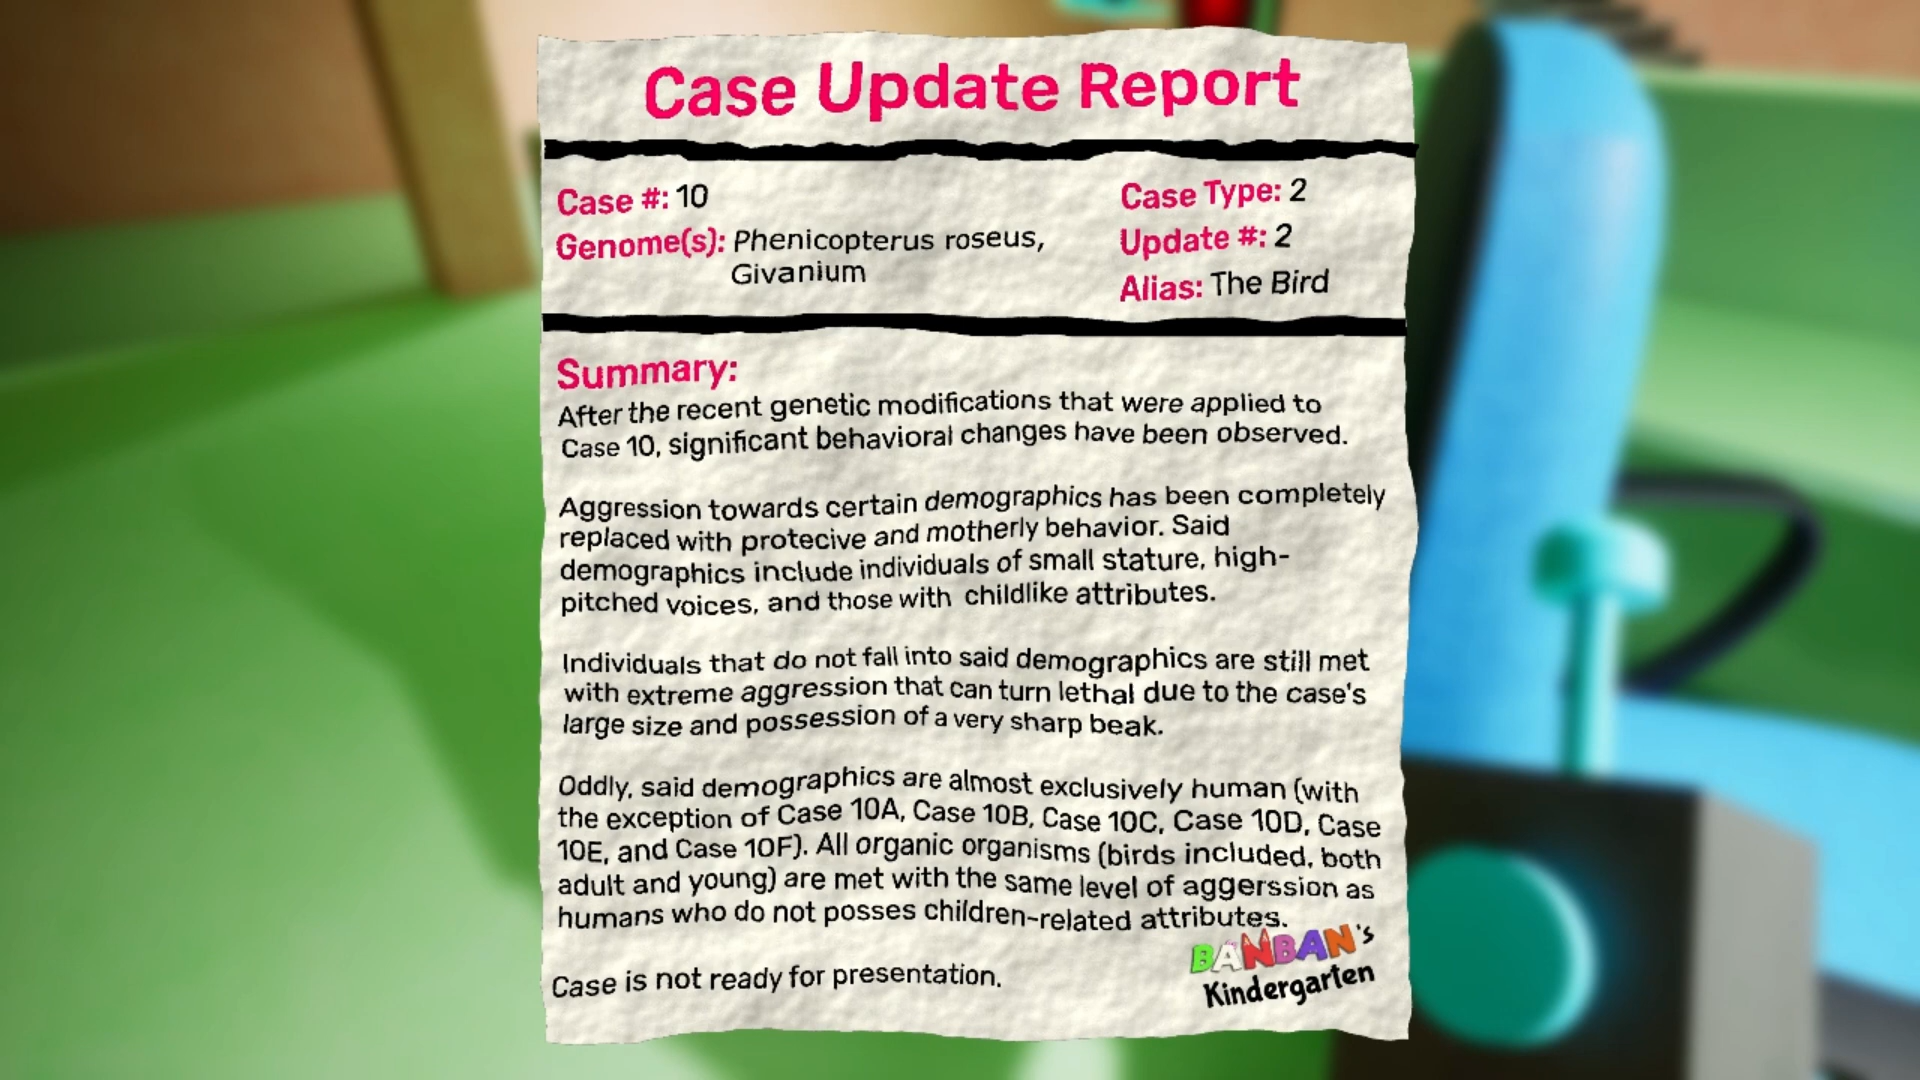 Case Update Report
Case #: 10
Genome(s): Phenicopterus roseus,
Givanium
Case Type: 2
Update #: 2
Alias: The Bird
Summary:
After the recent genetic modifications that were applied to
Case 10, significant behavioral changes have been observed.
Aggression towards certain demographics has been completely
replaced with protecive and motherly behavior. Said
demographics include individuals of small stature, high-
pitched voices, and those with childlike attributes.
Individuals that do not fall into said demographics are still met
with extreme aggression that can turn lethal due to the case's
large size and possession of a very sharp beak.
Oddly, said demographics are almost exclusively human (with
the exception of Case 10A, Case 10B, Case 10C, Case 10D, Case
10E, and Case 10F). All organic organisms (birds included, both
adult and young) are met with the same level of aggerssion as
humans who do not posses children-related attributes.
Case is not ready for presentation.
BANBAN's
Kindergarten